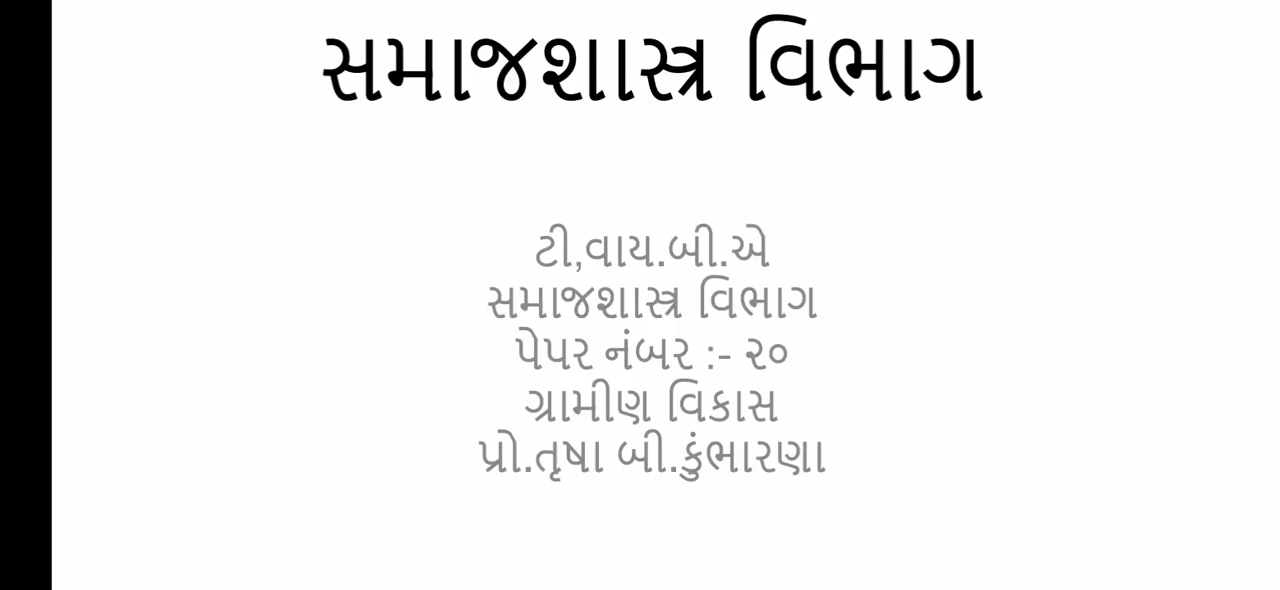 સમાજશાસ્ત્ર વિભાગ
ટી,વાય.બી.એ
સમાજશાસ્ત્ર વિભાગ
પેપર નંબર :- ૨૦
ગ્રામીણ વિકાસ
પ્રો.તૃષા બી.કુંભારણા